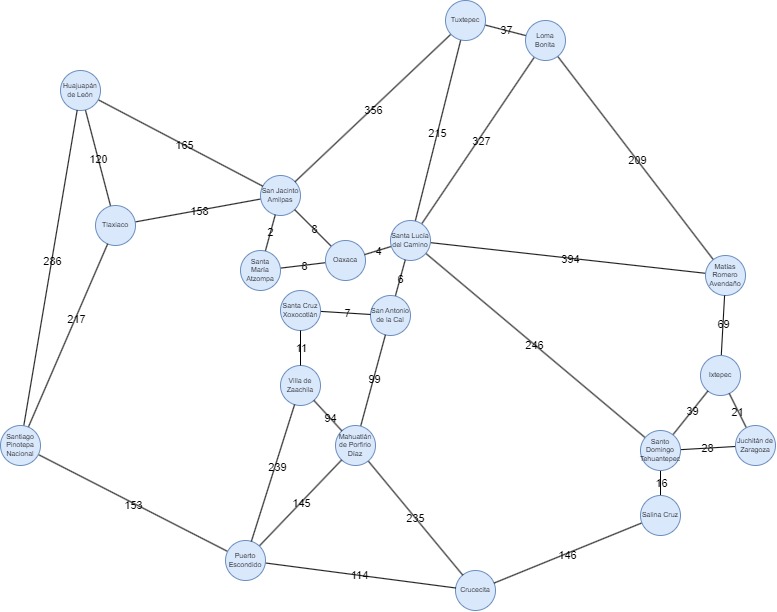 Tuxtepec
37
Loma
Bonita
Huajuapán
de León
356
215
327
165
120
209
San Jacinto
Amilpas
158
Tlaxiaco
2
8
Santa Lucía
del Camino
4
Oaxaca
Santa
María
Atzompa
8
286
394
6
Matías
Romero
Avendaño
Santa Cruz
Xoxocotlán
7
San Antonio
de la Cal
217
69
11
246
99
Ixtepec
Villa de
Zaachila
39
21
94
Santiago
Pinotepa
Nacional
Mahuatlán
de Porfirio
Díaz
Santo
Domingo
Tehuantepec
28
Juchitán de
Zaragoza
239
16
153
145
235
Salina Cruz
Puerto
Escondido
146
114
Crucecita